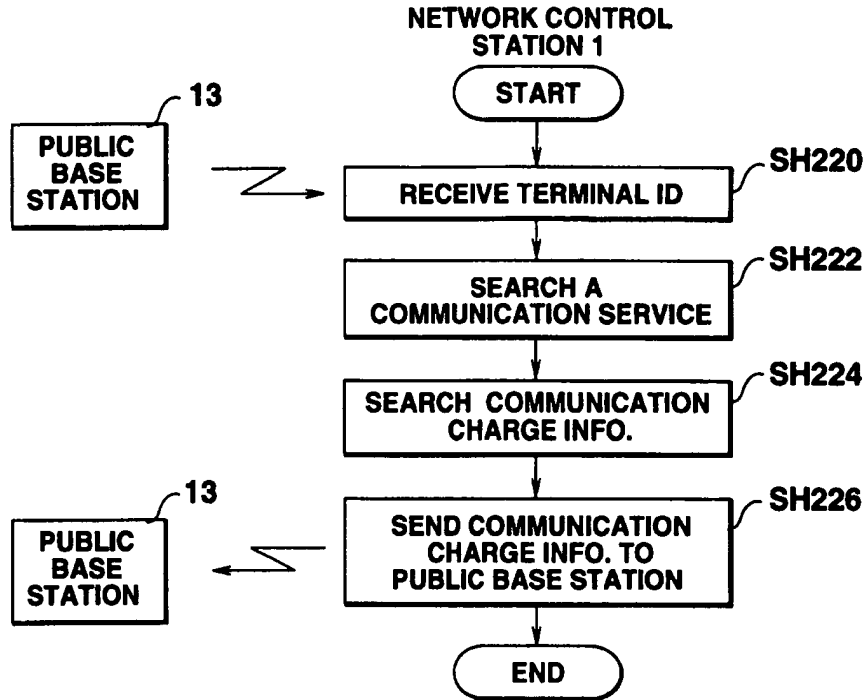 NETWORK CONTROL
STATION 1
START
13
PUBLIC
BASE
STATION
SH220
RECEIVE TERMINAL ID
SH222
SEARCH A
COMMUNICATION SERVICE
SH224
SEARCH COMMUNICATION
CHARGE INFO.
13
PUBLIC
BASE
STATION
SH226
SEND COMMUNICATION
CHARGE INFO. TO
PUBLIC BASE STATION
END